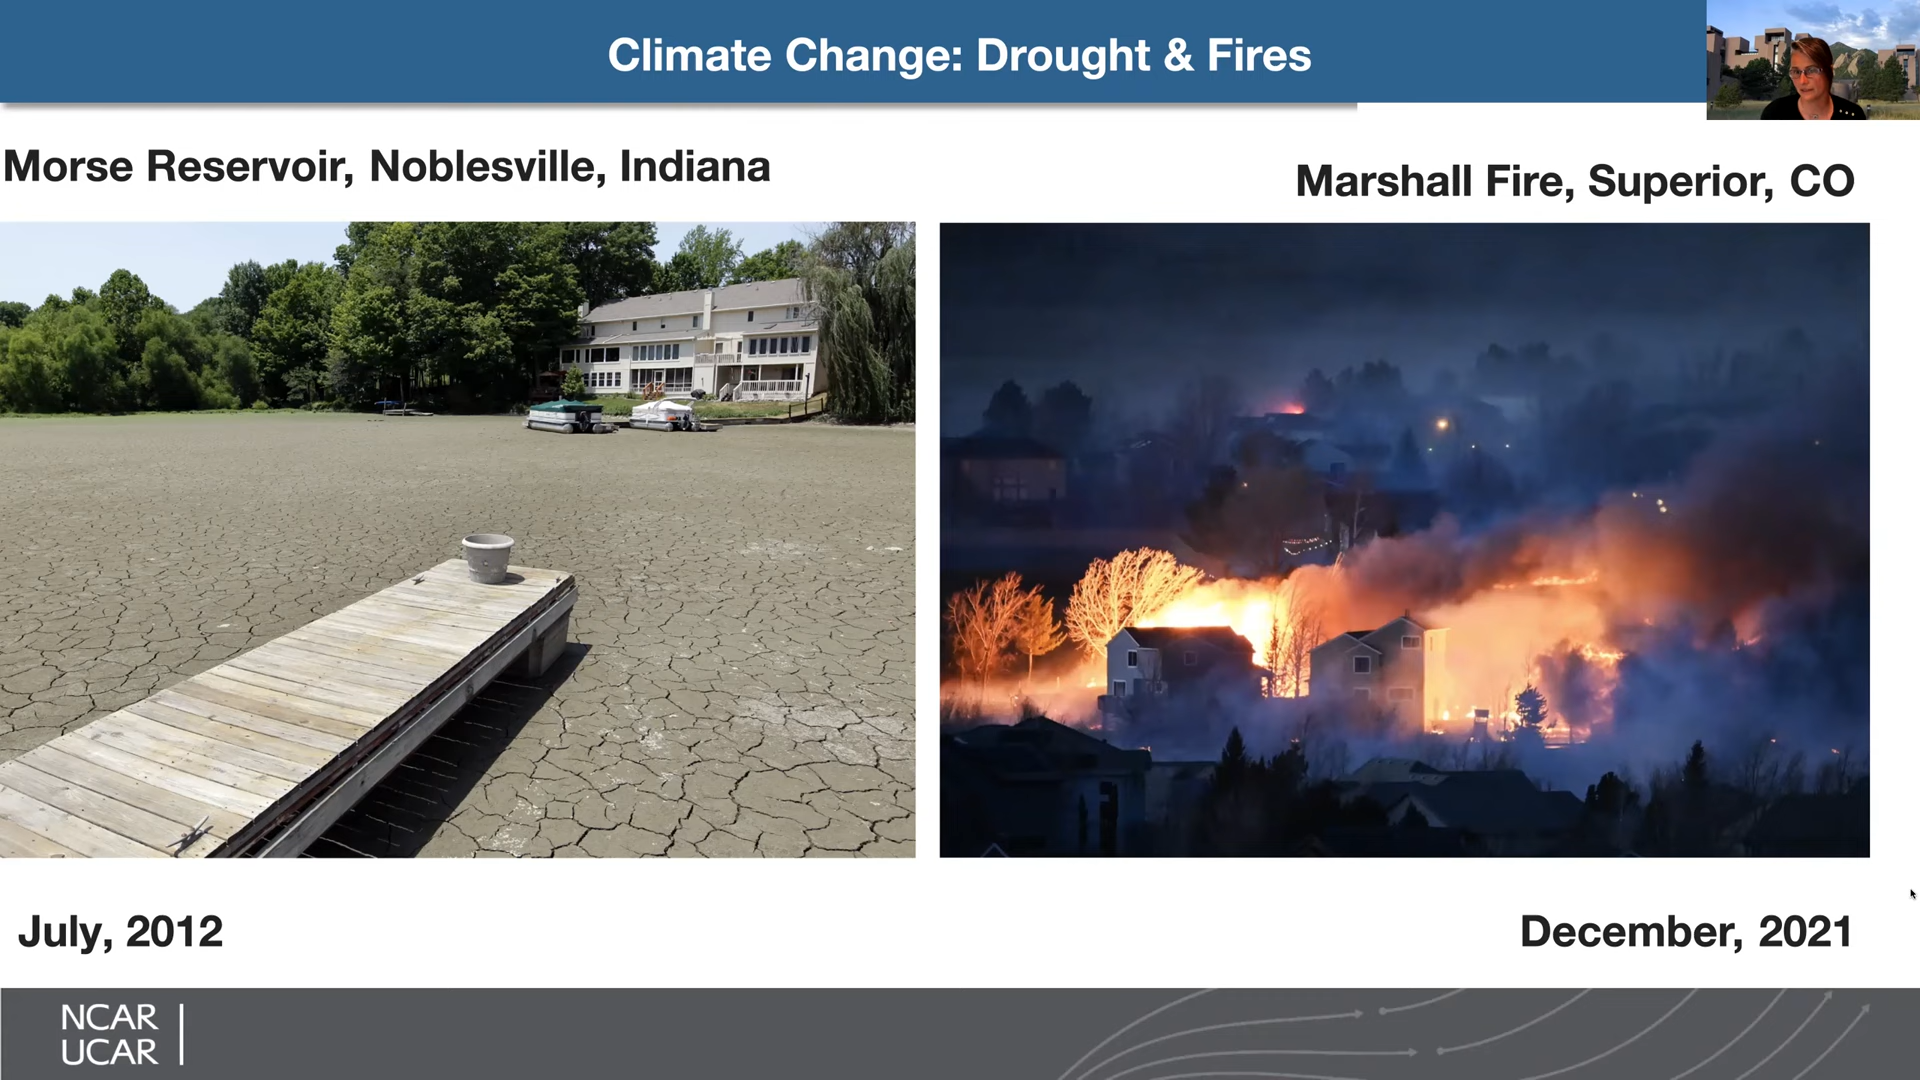 Climate Change: Drought & Fires
Morse Reservoir, Noblesville, Indiana
Marshall Fire, Superior, CO
July, 2012
December, 2021
NCAR
UCAR